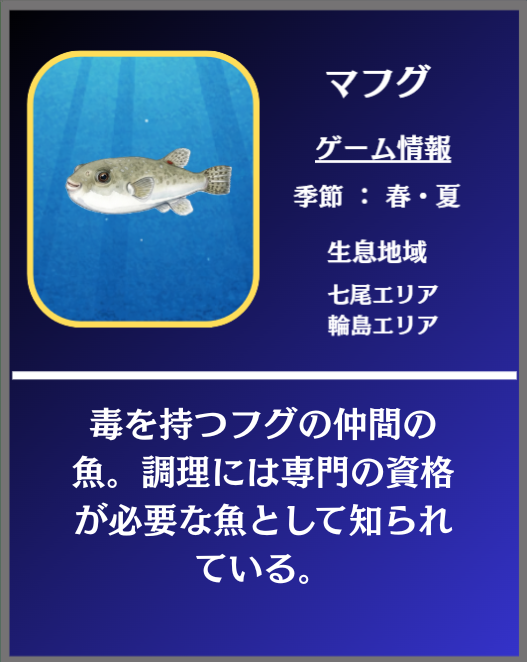 マフグ
ゲーム情報
季節 ： 春・夏
生息地域
七尾エリア
輪島エリア
毒を持つフグの仲間の
魚。調理には専門の資格
が必要な魚として知られ
ている。